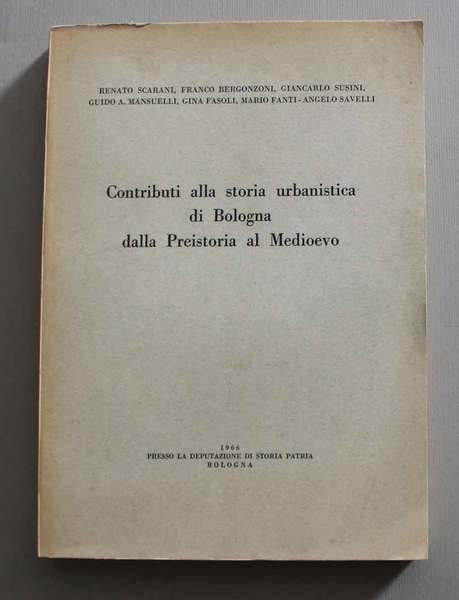 RENATO SCARANI, FRANCO BERGONZONI, GIANCARLO SUSINI,
GUIDO A. MANSUELLI, GINA FASOLI, MARIO FANTI - ANGELO SAVELLI
Contributi alla storia urbanistica
di Bologna
dalla Preistoria al Medioevo
1966
PRESSO LA DEPUTAZIONE DI STORIA PATRIA
BOLOGNA